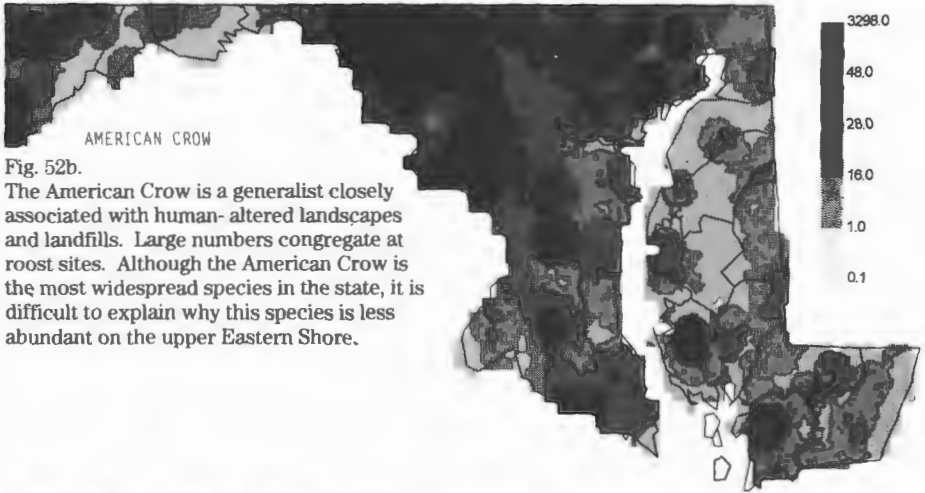 3298.0
48.0
28.0
16.0
1.0
0.1
AMERICAN CROW
Fig. 52b.
The American Crow is a generalist closely
associated with human- altered landscapes
and landfills. Large numbers congregate at
roost sites. Although the American Crow is
the most widespread species in the state, it is
difficult to explain why this species is less
abundant on the upper Eastern Shore.